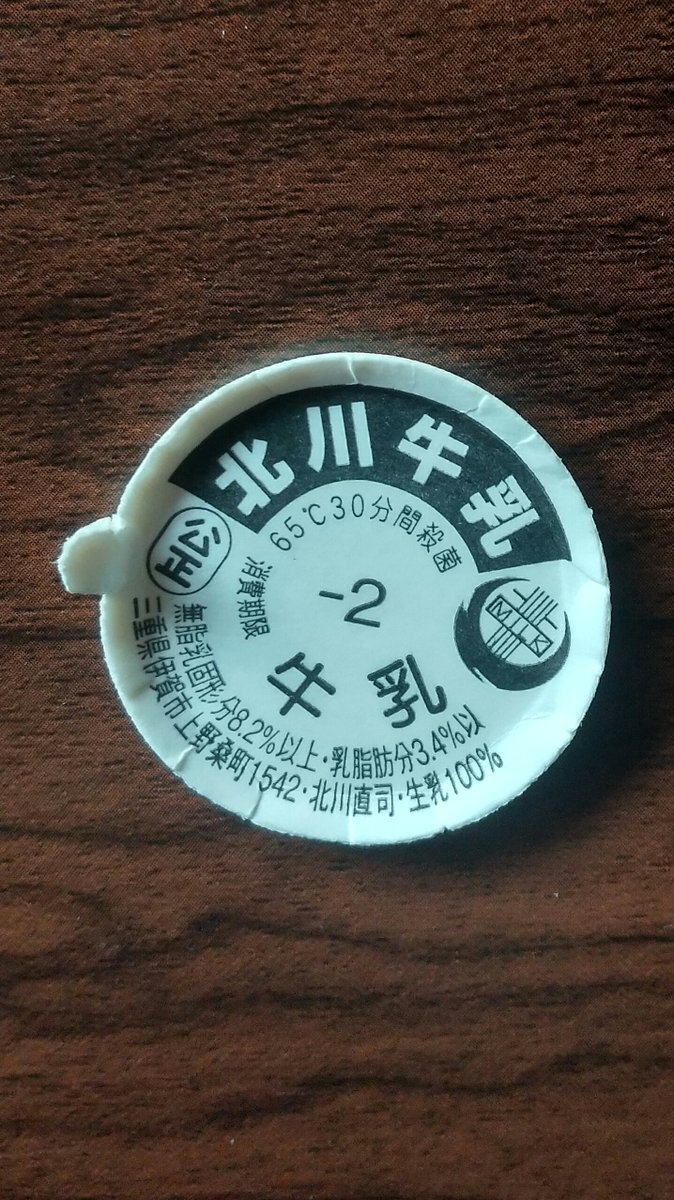 北川牛乳
65℃30分間殺菌
公正
消費期限
-2
牛乳
無脂乳固形分8.2%以上・乳脂肪分3.4%以
三重県伊賀市上野桑町1542・北川直司・生乳100%